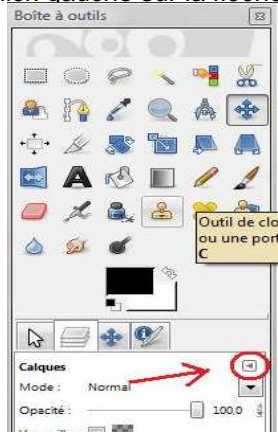 Boîte à outils
Outil de clo
ou une port
C
Calques
Mode : Normal
Opacité : 100,0